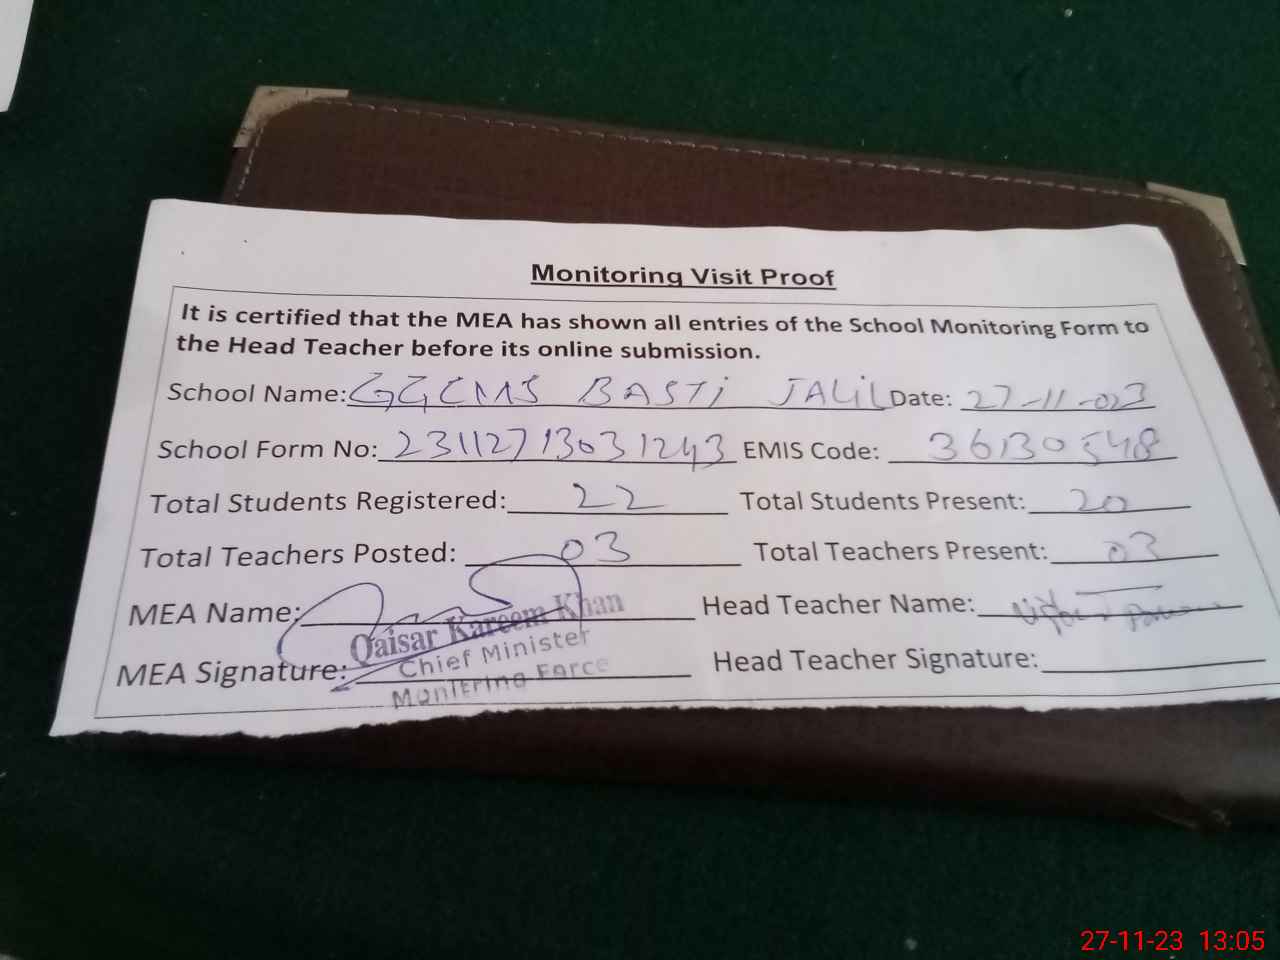 Monitoring Visit Proof
It is certified that the MEA has shown all entries of the School Monitoring Form to
the Head Teacher before its online submission.
School Name: GGCMS BASTI JALIL Date: 27-11-023
School Form No: 23112713031243 EMIS Code: 36130548
Total Students Registered: 22 Total Students Present: 20
Total Teachers Posted: 03 Total Teachers Present: 03
MEA Name: Head Teacher Name:
Qaisar Kareem Khan
Chief Minister
MEA Signature: Head Teacher Signature:
Monitring Force
27-11-23 13:05